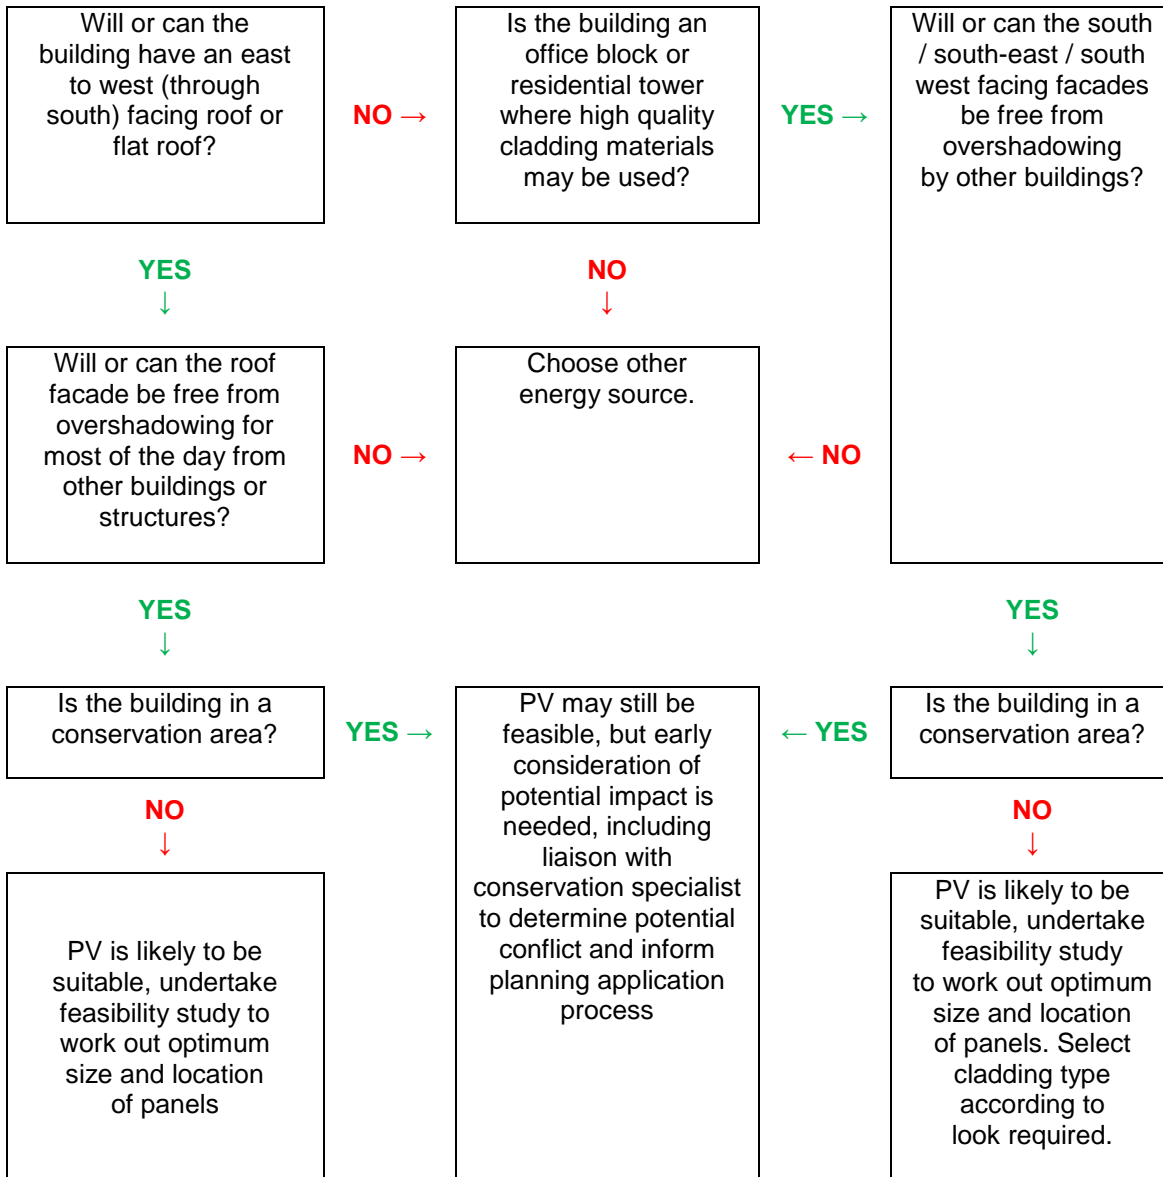 Will or can the
building have an east
to west (through
south) facing roof or
flat roof?
NO →
Is the building an
office block or
residential tower
where high quality
cladding materials
may be used?
YES →
Will or can the south
/ south-east / south
west facing facades
be free from
overshadowing
by other buildings?
YES
↓
NO
↓
Will or can the roof
facade be free from
overshadowing for
most of the day from
other buildings or
structures?
NO →
Choose other
energy source.
← NO
YES
↓
YES
↓
Is the building in a
conservation area?
YES →
PV may still be
feasible, but early
consideration of
potential impact is
needed, including
liaison with
conservation specialist
to determine potential
conflict and inform
planning application
process
← YES
Is the building in a
conservation area?
NO
↓
NO
↓
PV is likely to be
suitable, undertake
feasibility study to
work out optimum
size and location
of panels
PV is likely to be
suitable, undertake
feasibility study
to work out optimum
size and location
of panels. Select
cladding type
according to
look required.